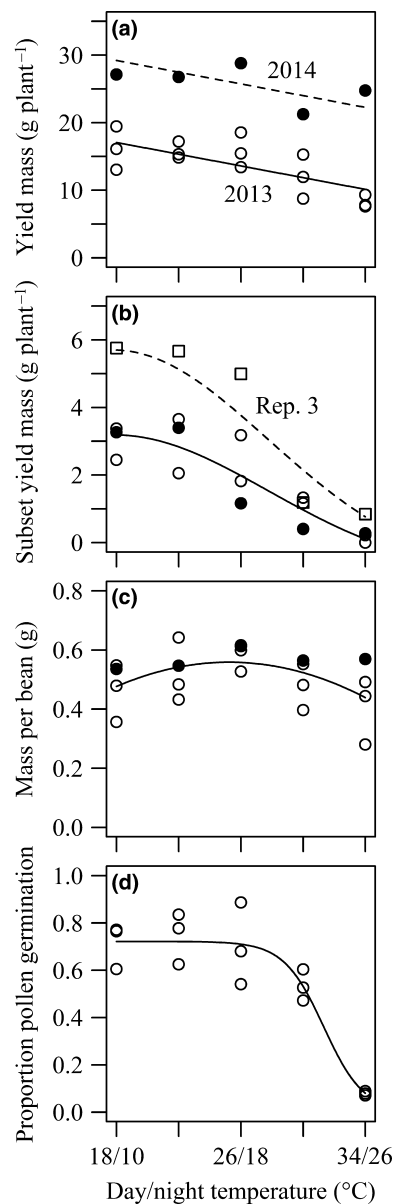 (a)
Yield mass (g plant⁻¹)
30
20
10
0
2014
2013
(b)
Subset yield mass (g plant⁻¹)
6
4
2
0
Rep. 3
(c)
Mass per bean (g)
0.8
0.6
0.4
0.2
0.0
(d)
Proportion pollen germination
1.0
0.8
0.6
0.4
0.2
0.0
18/10 26/18 34/26
Day/night temperature (°C)